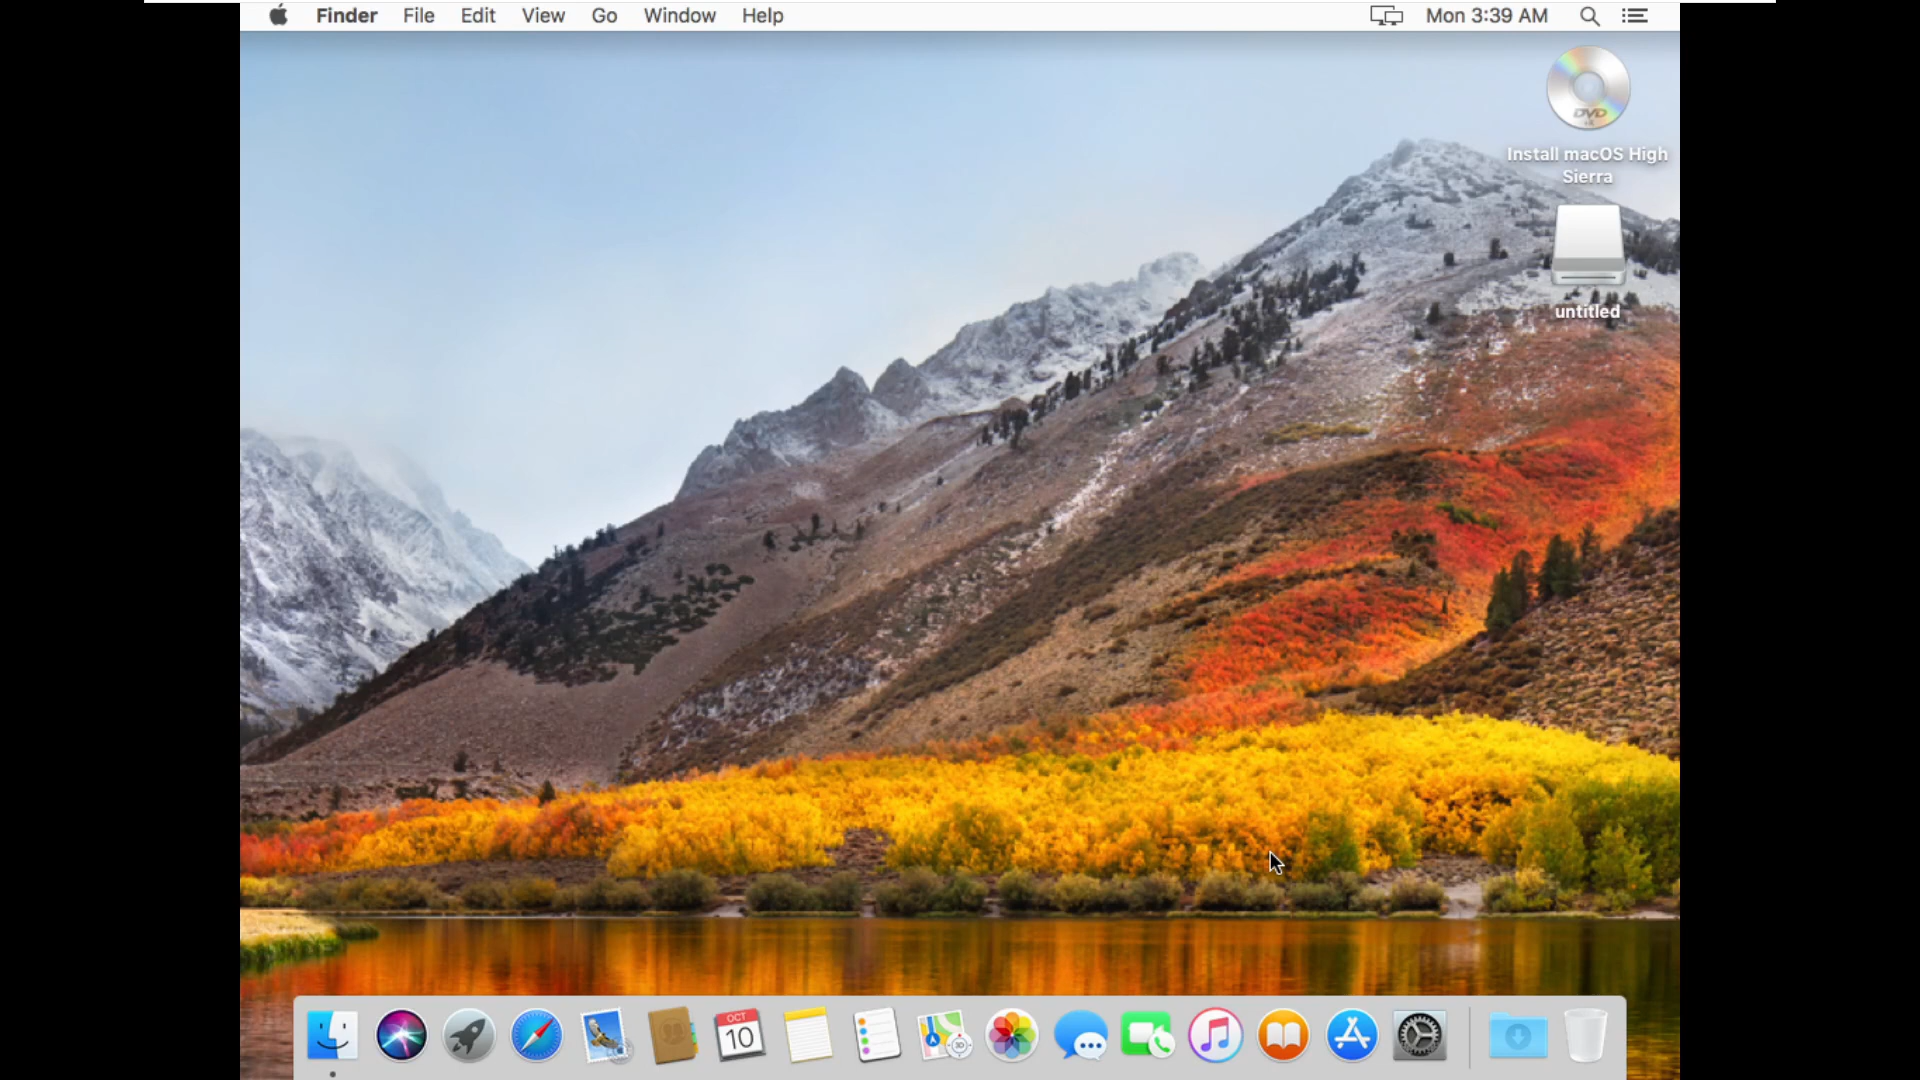 Finder File Edit View Go Window Help Mon 3:39 AM
DVD
Install macOS High
Sierra
untitled
OCT
10
3D